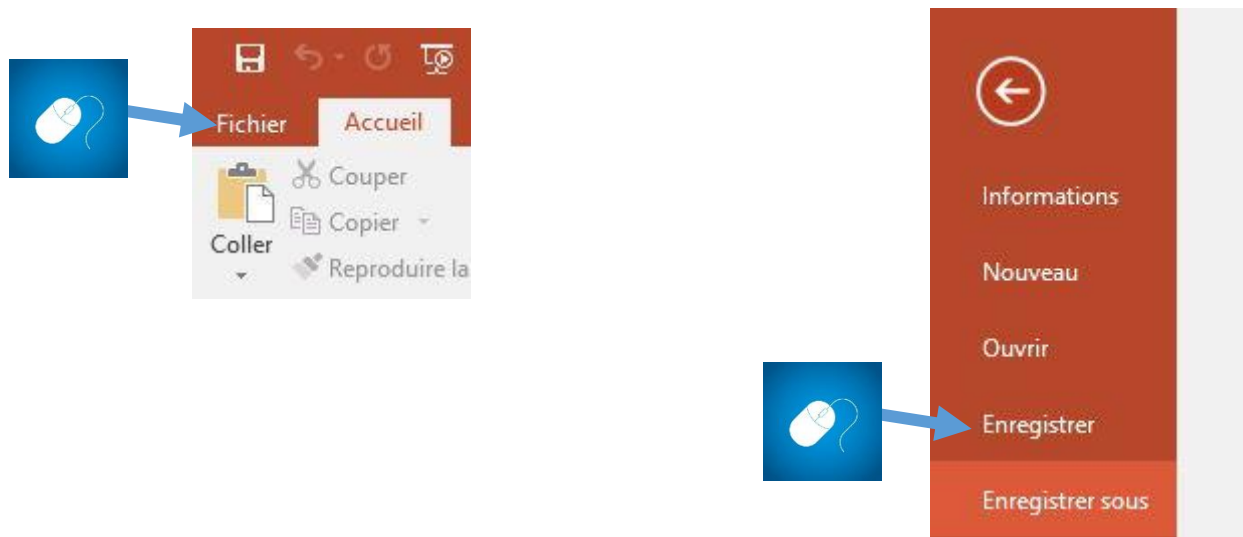 Fichier Accueil
Couper
Copier
Coller
Reproduire la
Informations
Nouveau
Ouvrir
Enregistrer
Enregistrer sous